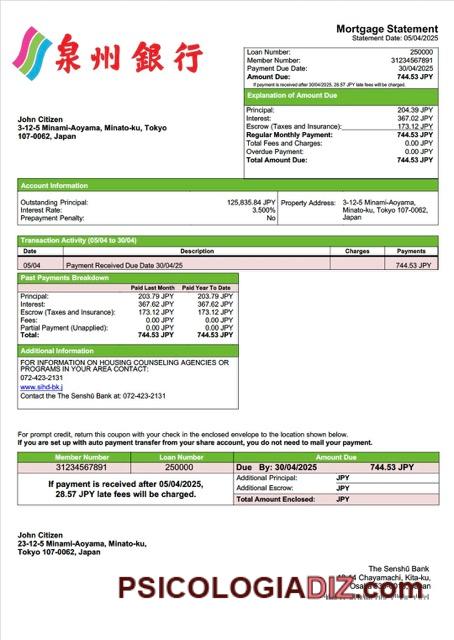 泉州銀行
Mortgage Statement
Statement Date: 05/04/2025
Loan Number: 250000
Member Number: 31234567891
Payment Due Date: 30/04/2025
Amount Due: 744.53 JPY
If payment is received after 30/04/2025, 28.57 JPY late fees will be charged.
Explanation of Amount Due
Principal: 204.39 JPY
Interest: 367.02 JPY
Escrow (Taxes and Insurance): 173.12 JPY
Regular Monthly Payment: 744.53 JPY
Total Fees and Charges: 0.00 JPY
Overdue Payment: 0.00 JPY
Total Amount Due: 744.53 JPY
John Citizen
3-12-5 Minami-Aoyama, Minato-ku, Tokyo
107-0062, Japan
Account Information
Outstanding Principal: 125,835.84 JPY
Interest Rate: 3.500%
Prepayment Penalty: No
Property Address: 3-12-5 Minami-Aoyama,
Minato-ku, Tokyo 107-0062,
Japan
Transaction Activity (05/04 to 30/04)
Date Description Charges Payments
05/04 Payment Received Due Date 30/04/25 744.53 JPY
Past Payments Breakdown
Paid Last Month Paid Year To Date
Principal: 203.79 JPY 203.79 JPY
Interest: 367.62 JPY 367.62 JPY
Escrow (Taxes and Insurance): 173.12 JPY 173.12 JPY
Fees: 0.00 JPY 0.00 JPY
Partial Payment (Unapplied): 0.00 JPY 0.00 JPY
Total: 744.53 JPY 744.53 JPY
Additional Information
FOR INFORMATION ON HOUSING COUNSELING AGENCIES OR
PROGRAMS IN YOUR AREA CONTACT:
072-423-2131
www.sihd-bk.j
Contact the The Senshū Bank at: 072-423-2131
For prompt credit, return this coupon with your check in the enclosed envelope to the location shown below.
If you are set up with auto payment transfer from your share account, you do not need to mail your payment.
Member Number Loan Number Amount Due
31234567891 250000 Due By: 30/04/2025 744.53 JPY
If payment is received after 05/04/2025,
28.57 JPY late fees will be charged.
Additional Principal: JPY
Additional Escrow: JPY
Total Amount Enclosed: JPY
John Citizen
23-12-5 Minami-Aoyama, Minato-ku,
Tokyo 107-0062, Japan
The Senshū Bank
Chayamachi, Kita-ku,
PSICOLOGIADIZ.com